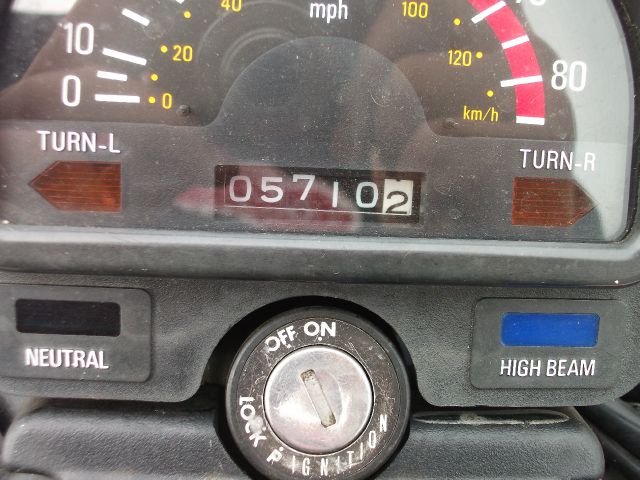 40 mph 100
10 20 120 80
0 0 km/h
TURN-L TURN-R
057102
OFF ON
NEUTRAL HIGH BEAM
LOCK P IGNITION